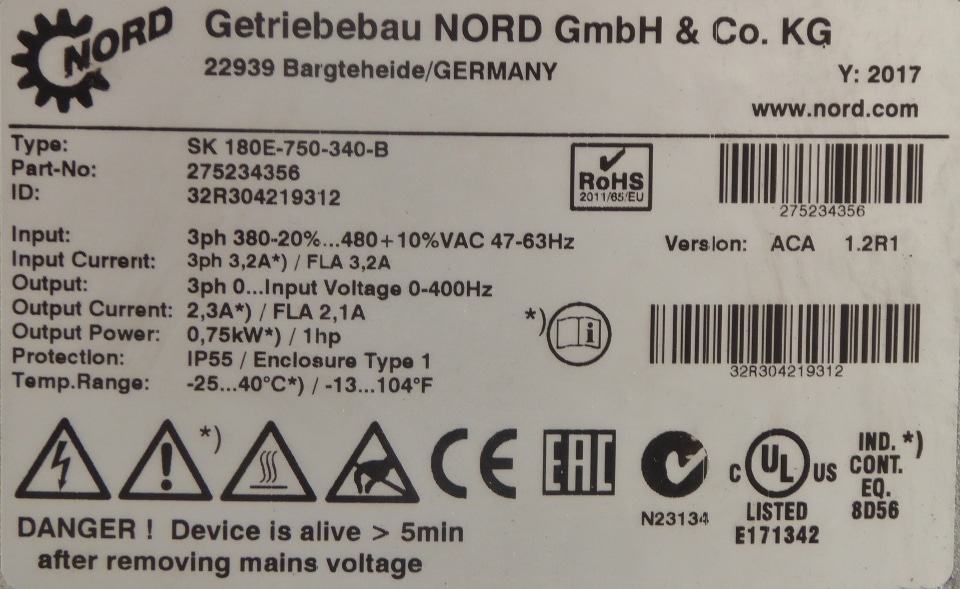 NORD
Getriebebau NORD GmbH & Co. KG
22939 Bargteheide/GERMANY
Y: 2017
www.nord.com
Type: SK 180E-750-340-B
Part-No: 275234356
ID: 32R304219312
RoHS
2011/65/EU
275234356
Input: 3ph 380-20%...480+10%VAC 47-63Hz
Version: ACA 1.2R1
Input Current: 3ph 3,2A*) / FLA 3,2A
Output: 3ph 0...Input Voltage 0-400Hz
Output Current: 2,3A*) / FLA 2,1A
Output Power: 0,75kW*) / 1hp
Protection: IP55 / Enclosure Type 1
Temp.Range: -25...40°C*) / -13...104°F
*) i
32R304219312
*)
CE
EAC
N23134
C UL US
LISTED
E171342
IND. *)
CONT.
EQ.
8D56
DANGER ! Device is alive > 5min
after removing mains voltage